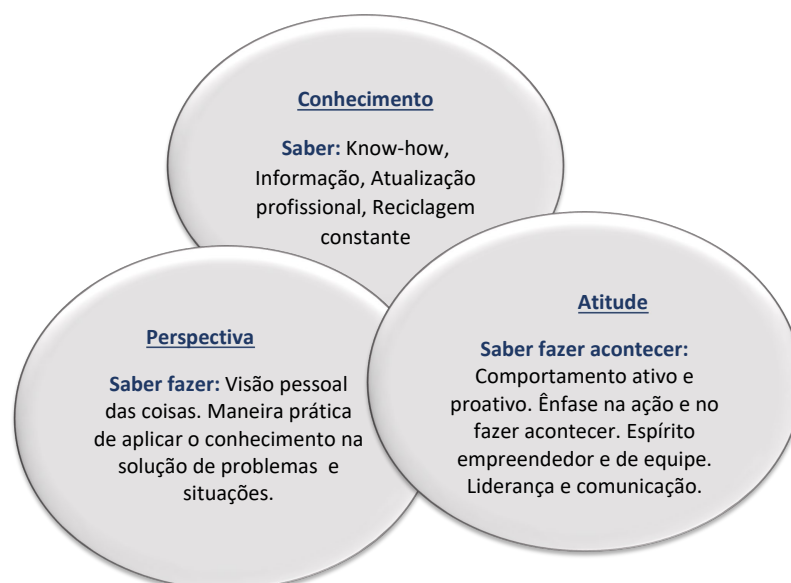 Conhecimento
Saber: Know-how,
Informação, Atualização
profissional, Reciclagem
constante
Perspectiva
Saber fazer: Visão pessoal
das coisas. Maneira prática
de aplicar o conhecimento na
solução de problemas e
situações.
Atitude
Saber fazer acontecer:
Comportamento ativo e
proativo. Ênfase na ação e no
fazer acontecer. Espírito
empreendedor e de equipe.
Liderança e comunicação.